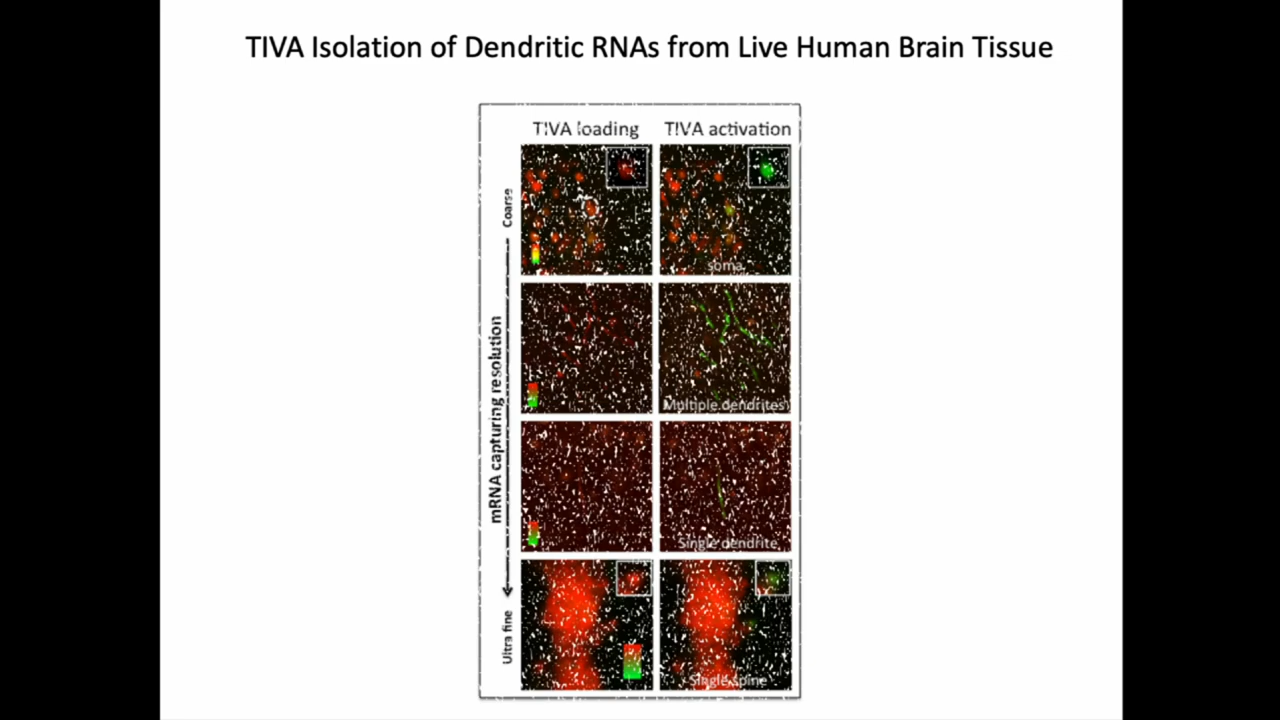 TIVA Isolation of Dendritic RNAs from Live Human Brain Tissue
TIVA loading
TIVA activation
Coarse
soma
mRNA capturing resolution
Multiple dendrites
Single dendrite
Ultra fine
Single spine